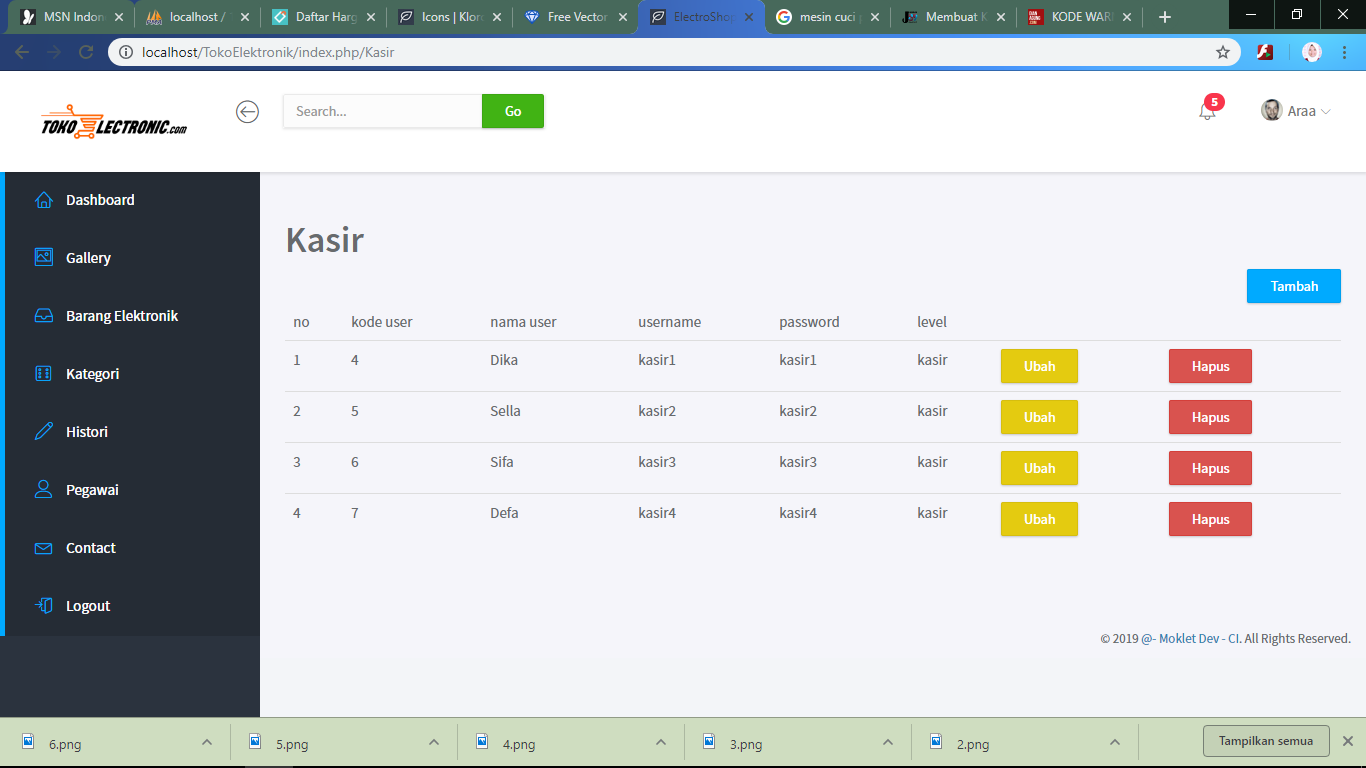 MSN Indon
localhost /
Daftar Harg
Icons | Klor
Free Vector
ElectroShop
mesin cuci
Membuat K
KODE WAR
localhost/TokoElektronik/index.php/Kasir
TOKO ELECTRONIC.com
Search...
Go
5
Araa
Dashboard
Gallery
Barang Elektronik
Kategori
Histori
Pegawai
Contact
Logout
Kasir
Tambah
no kode user nama user username password level
1 4 Dika kasir1 kasir1 kasir Ubah Hapus
2 5 Sella kasir2 kasir2 kasir Ubah Hapus
3 6 Sifa kasir3 kasir3 kasir Ubah Hapus
4 7 Defa kasir4 kasir4 kasir Ubah Hapus
© 2019 @- Moklet Dev - CI. All Rights Reserved.
6.png
5.png
4.png
3.png
2.png
Tampilkan semua